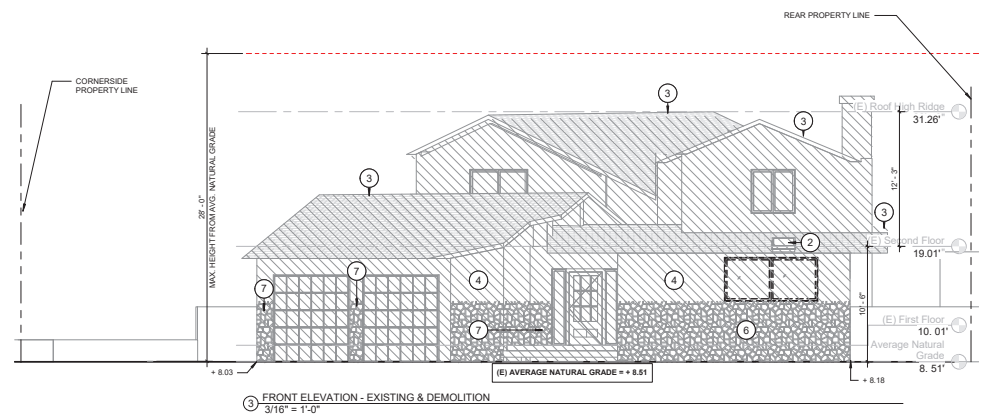 REAR PROPERTY LINE
CORNERSIDE
PROPERTY LINE
3
(E) Roof High Ridge
31.26'
3
MAX. HEIGHT FROM AVG. NATURAL GRADE
28' - 0"
3
12' - 3"
3
2
(E) Second Floor
19.01'
7
7
4
4
10' - 6"
7
6
(E) First Floor
10. 01'
Average Natural
Grade
8. 51'
+ 8.03
(E) AVERAGE NATURAL GRADE = + 8.51
+ 8.18
3 FRONT ELEVATION - EXISTING & DEMOLITION
3/16" = 1'-0"